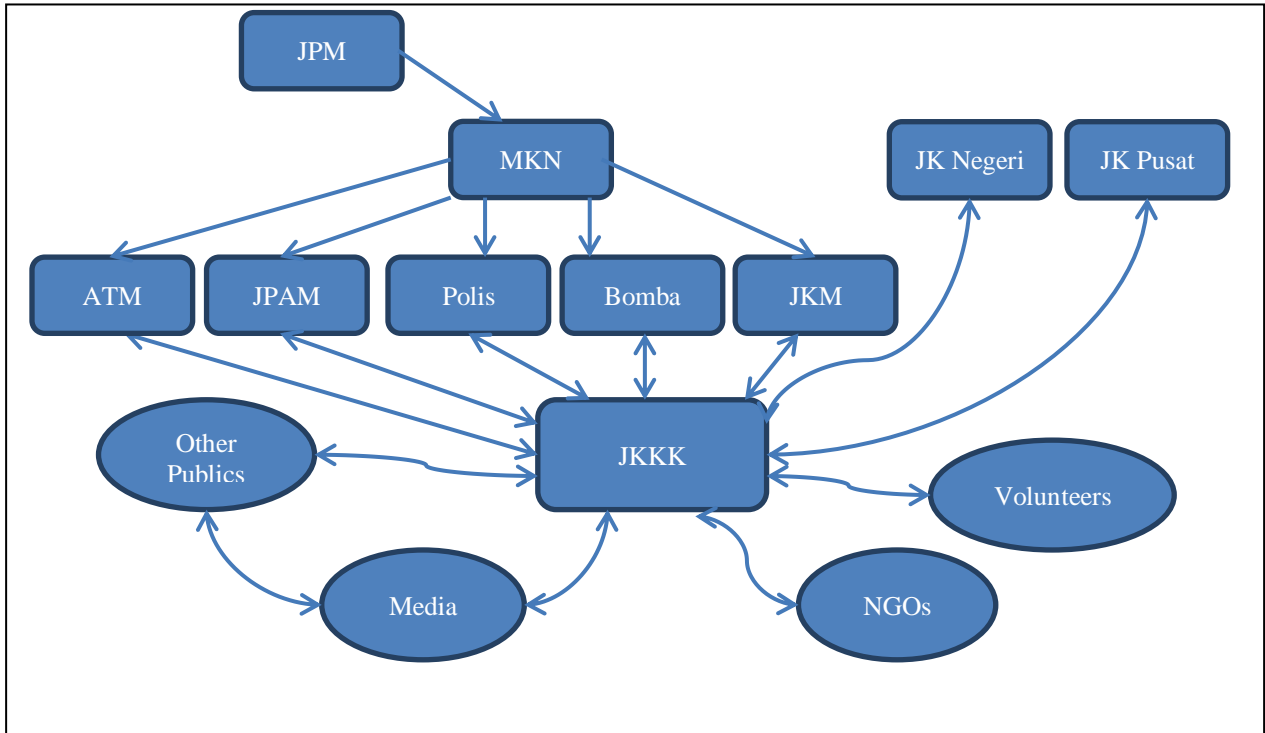 JPM
MKN
JK Negeri
JK Pusat
ATM
JPAM
Polis
Bomba
JKM
Other
Publics
JKKK
Volunteers
Media
NGOs